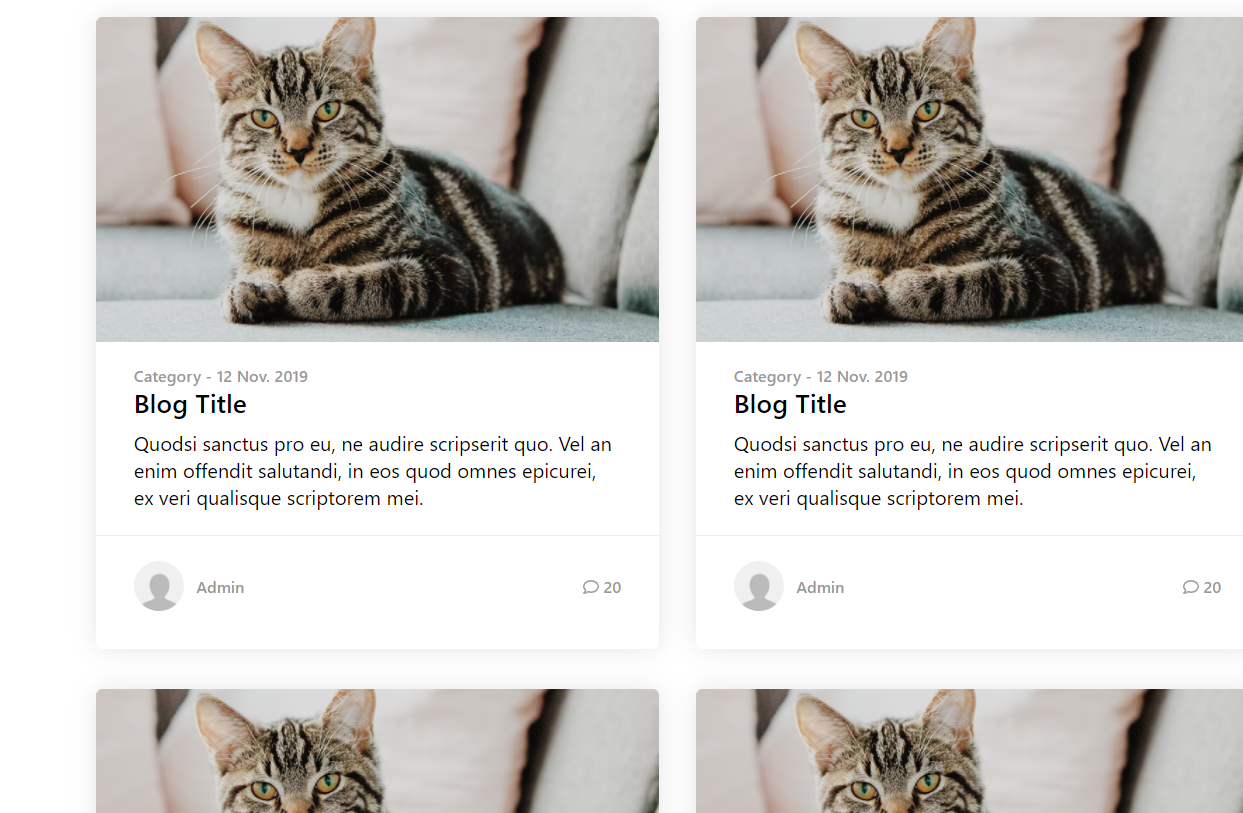 Category - 12 Nov. 2019
Blog Title
Quodsi sanctus pro eu, ne audire scripserit quo. Vel an
enim offendit salutandi, in eos quod omnes epicurei,
ex veri qualisque scriptorem mei.
Admin
20
Category - 12 Nov. 2019
Blog Title
Quodsi sanctus pro eu, ne audire scripserit quo. Vel an
enim offendit salutandi, in eos quod omnes epicurei,
ex veri qualisque scriptorem mei.
Admin
20